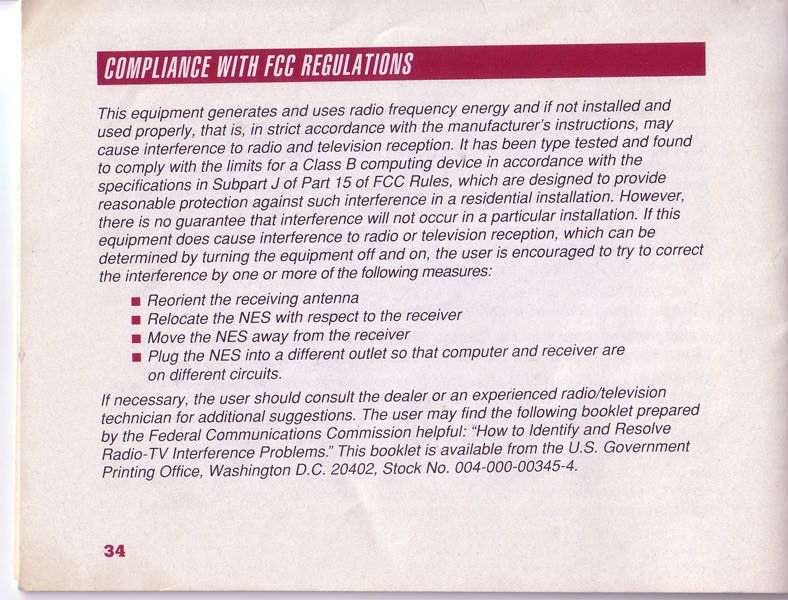 COMPLIANCE WITH FCC REGULATIONS
This equipment generates and uses radio frequency energy and if not installed and
used properly, that is, in strict accordance with the manufacturer's instructions, may
cause interference to radio and television reception. It has been type tested and found
to comply with the limits for a Class B computing device in accordance with the
specifications in Subpart J of Part 15 of FCC Rules, which are designed to provide
reasonable protection against such interference in a residential installation. However,
there is no guarantee that interference will not occur in a particular installation. If this
equipment does cause interference to radio or television reception, which can be
determined by turning the equipment off and on, the user is encouraged to try to correct
the interference by one or more of the following measures:
■ Reorient the receiving antenna
■ Relocate the NES with respect to the receiver
■ Move the NES away from the receiver
■ Plug the NES into a different outlet so that computer and receiver are
on different circuits.
If necessary, the user should consult the dealer or an experienced radio/television
technician for additional suggestions. The user may find the following booklet prepared
by the Federal Communications Commission helpful: “How to Identify and Resolve
Radio-TV Interference Problems.” This booklet is available from the U.S. Government
Printing Office, Washington D.C. 20402, Stock No. 004-000-00345-4.
34